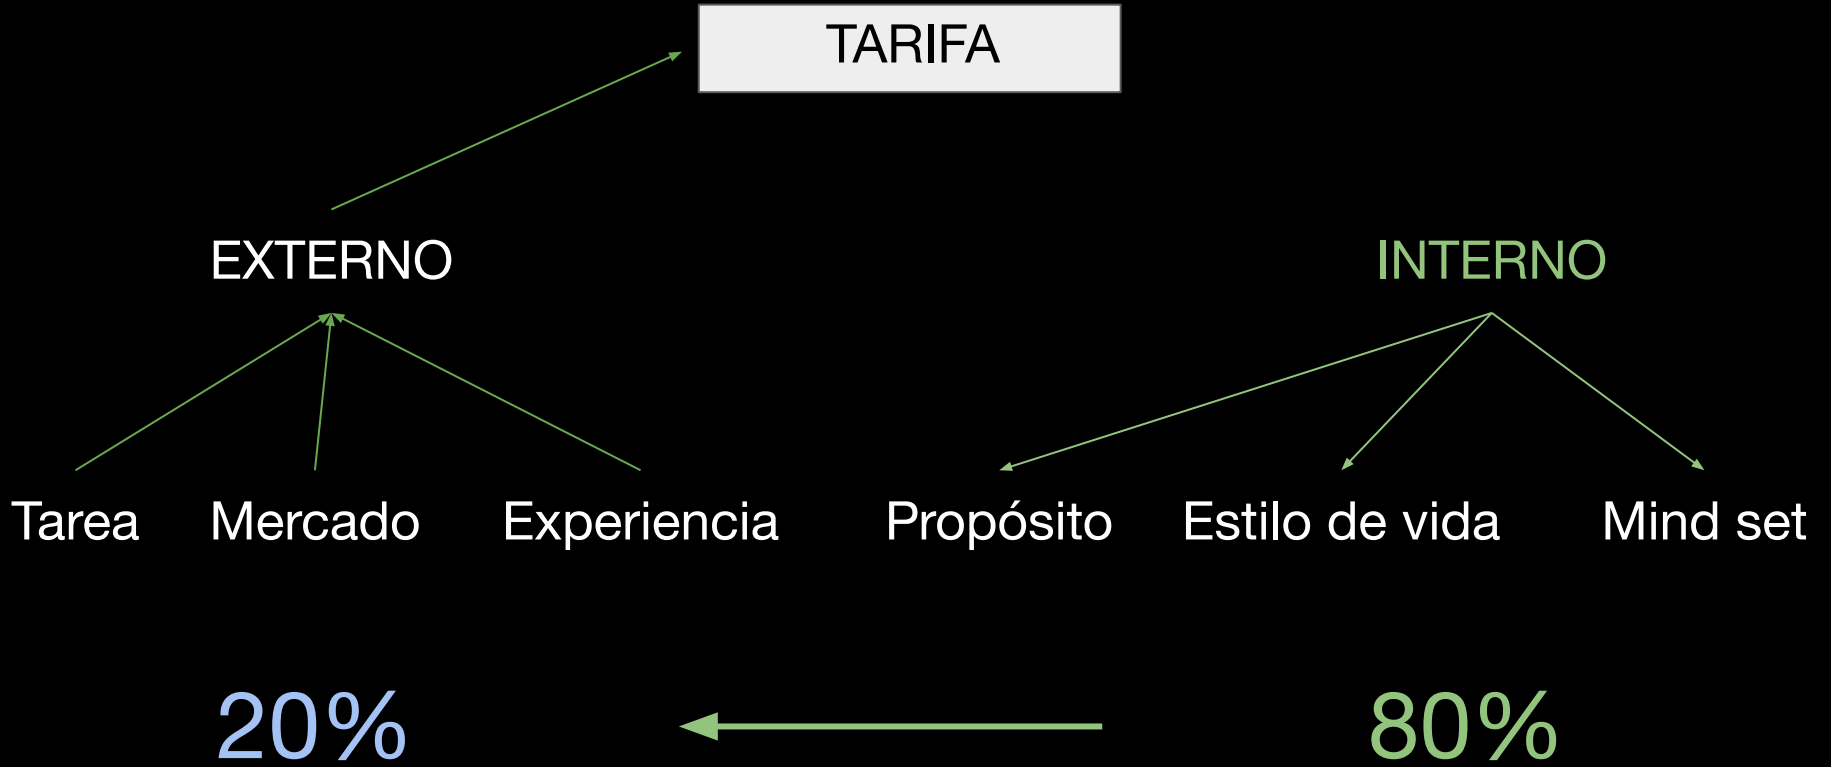 TARIFA
EXTERNO
INTERNO
Tarea
Mercado
Experiencia
Propósito
Estilo de vida
Mind set
20%
80%